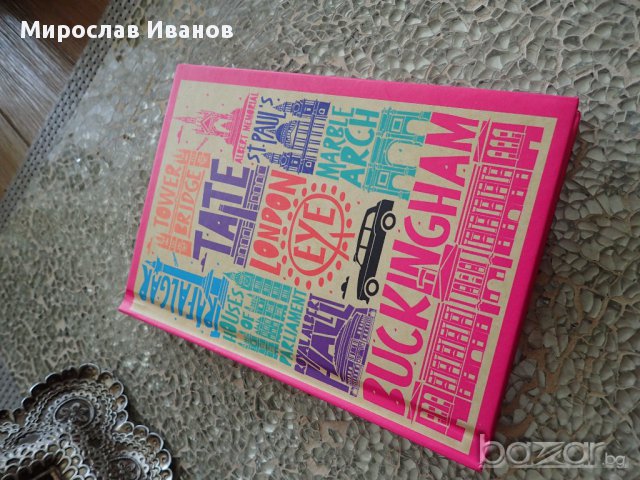 Мирослав Иванов
ALBERT MEMORIAL
ST. PAUL'S
MARBLE
ARCH
TOWER
BRIDGE
TATE
LONDON
EYE
BUCKINGHAM
TRAFALGAR
HOUSES
OF
PARLIAMENT
ROYAL ALBERT
HALL
bazar.bg